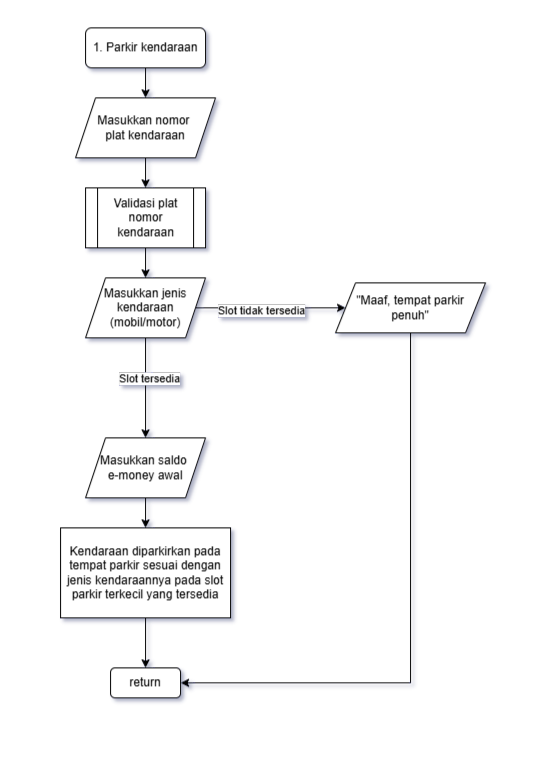 1. Parkir kendaraan
Masukkan nomor
plat kendaraan
Validasi plat
nomor
kendaraan
Masukkan jenis
kendaraan
(mobil/motor)
Slot tidak tersedia
"Maaf, tempat parkir
penuh"
Slot tersedia
Masukkan saldo
e-money awal
Kendaraan diparkirkan pada
tempat parkir sesuai dengan
jenis kendaraannya pada slot
parkir terkecil yang tersedia
return